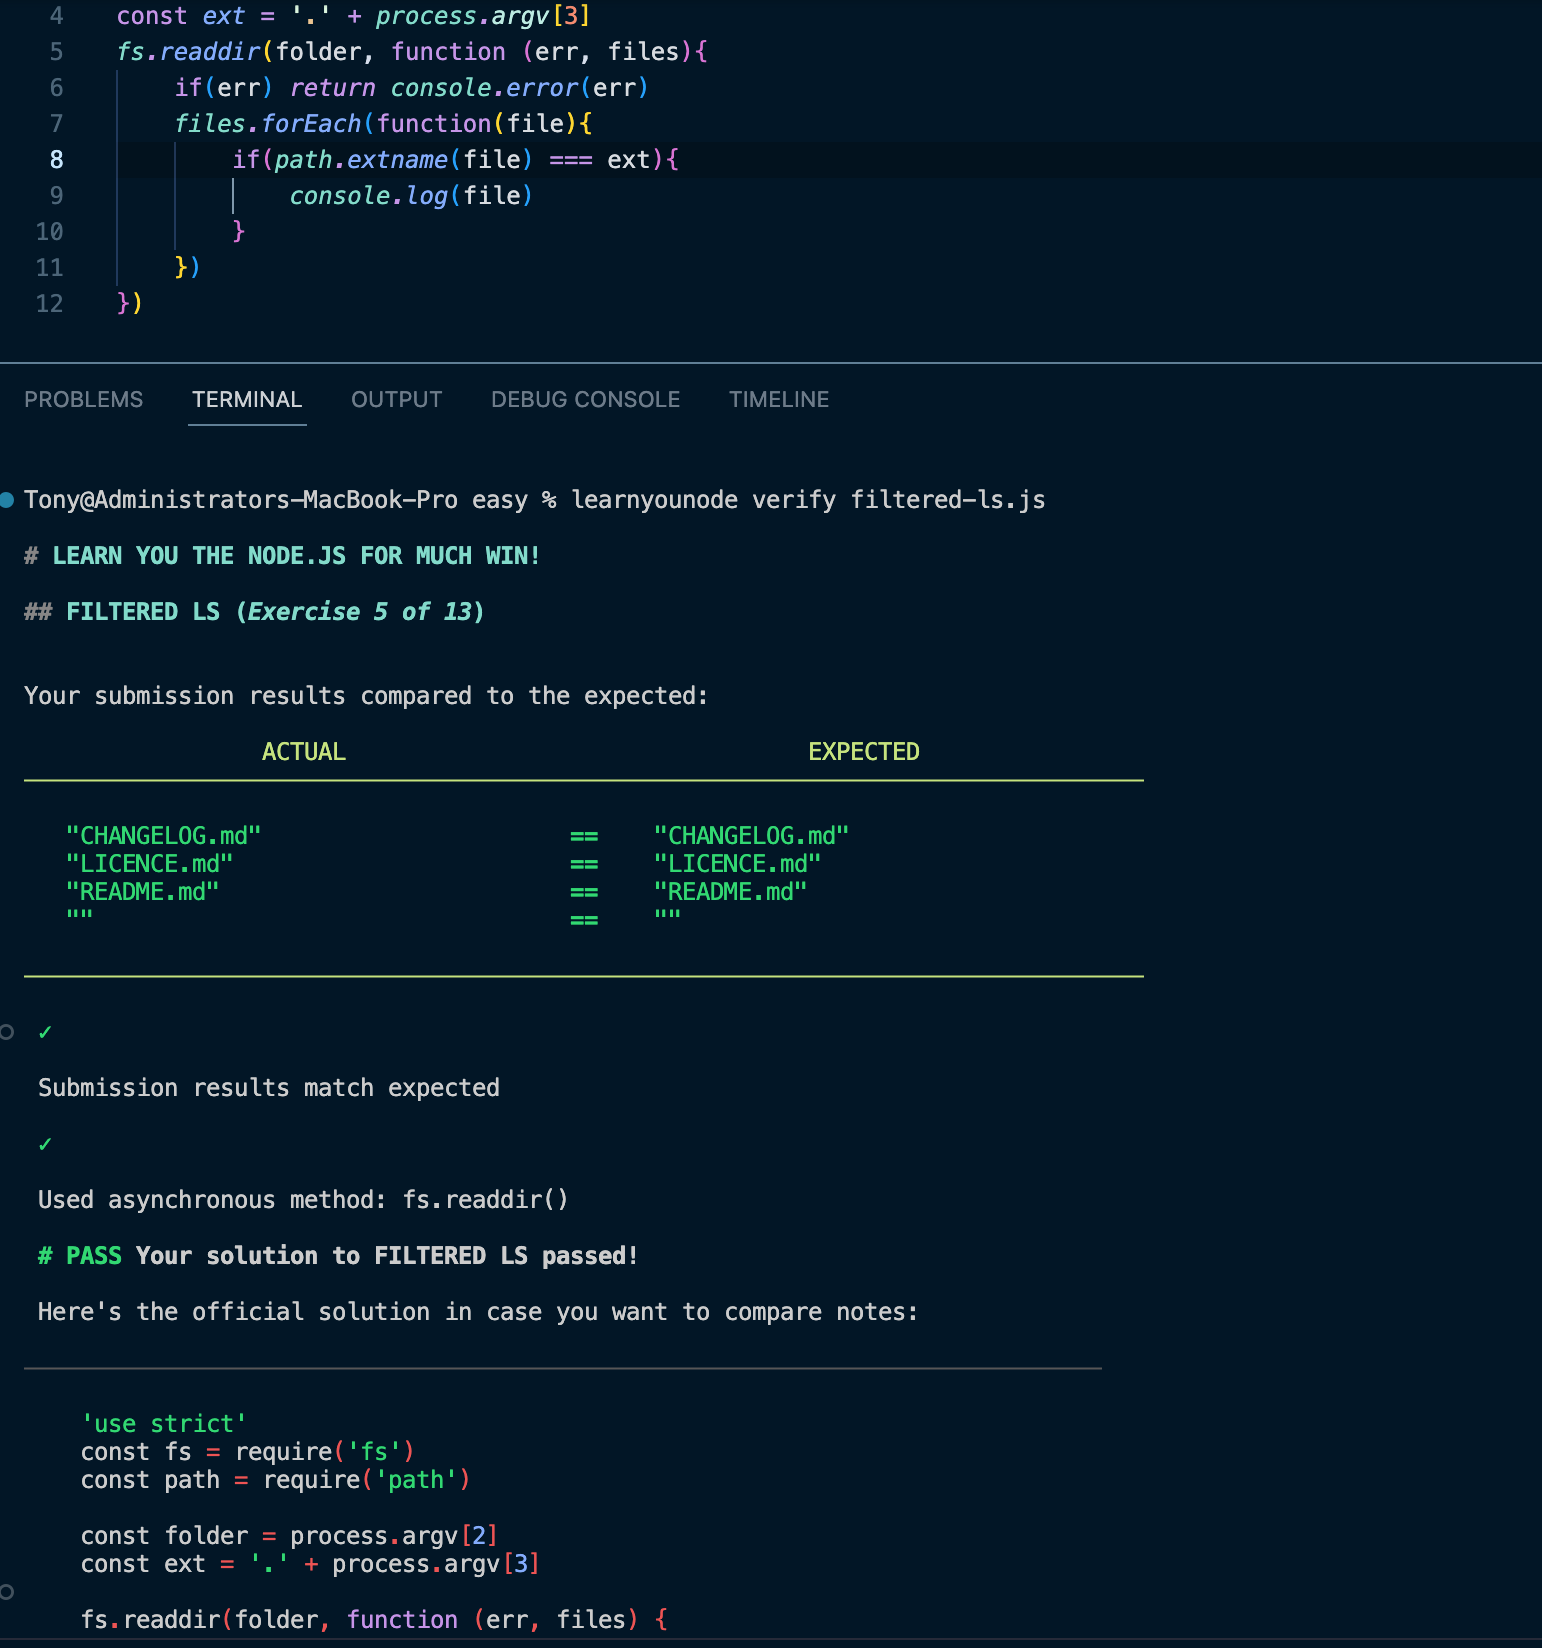 4 const ext = '.' + process.argv[3]
5 fs.readdir(folder, function (err, files){
6 if(err) return console.error(err)
7 files.forEach(function(file){
8 if(path.extname(file) === ext){
9 console.log(file)
10 }
11 })
12 })
PROBLEMS TERMINAL OUTPUT DEBUG CONSOLE TIMELINE
Tony@Administrators-MacBook-Pro easy % learnyounode verify filtered-ls.js
# LEARN YOU THE NODE.JS FOR MUCH WIN!
## FILTERED LS (Exercise 5 of 13)
Your submission results compared to the expected:
ACTUAL EXPECTED
"CHANGELOG.md" == "CHANGELOG.md"
"LICENCE.md" == "LICENCE.md"
"README.md" == "README.md"
"" == ""
✓
Submission results match expected
✓
Used asynchronous method: fs.readdir()
# PASS Your solution to FILTERED LS passed!
Here's the official solution in case you want to compare notes:
'use strict'
const fs = require('fs')
const path = require('path')
const folder = process.argv[2]
const ext = '.' + process.argv[3]
fs.readdir(folder, function (err, files) {